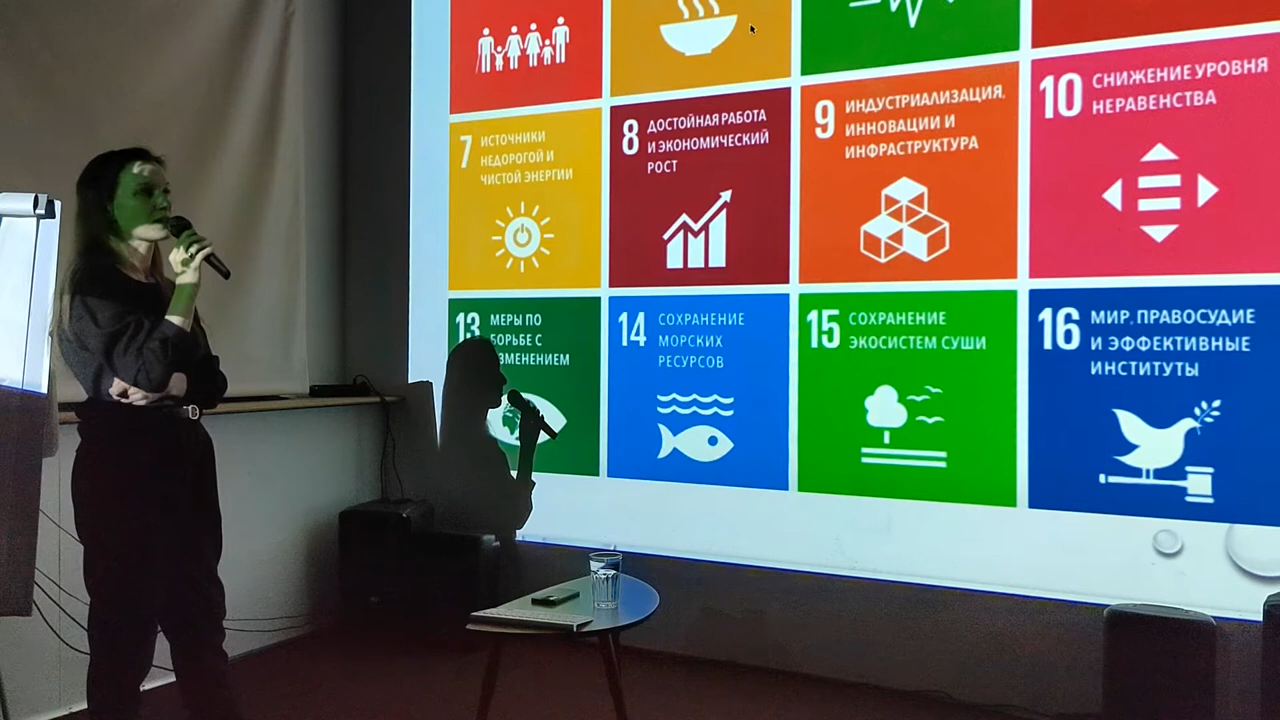 7 ИСТОЧНИКИ
НЕДОРОГОЙ И
ЧИСТОЙ ЭНЕРГИИ
8 ДОСТОЙНАЯ РАБОТА
И ЭКОНОМИЧЕСКИЙ
РОСТ
9 ИНДУСТРИАЛИЗАЦИЯ,
ИННОВАЦИИ И
ИНФРАСТРУКТУРА
10 СНИЖЕНИЕ УРОВНЯ
НЕРАВЕНСТВА
13 МЕРЫ ПО
БОРЬБЕ С
ЗМЕНЕНИЕМ
14 СОХРАНЕНИЕ
МОРСКИХ
РЕСУРСОВ
15 СОХРАНЕНИЕ
ЭКОСИСТЕМ СУШИ
16 МИР, ПРАВОСУДИЕ
И ЭФФЕКТИВНЫЕ
ИНСТИТУТЫ